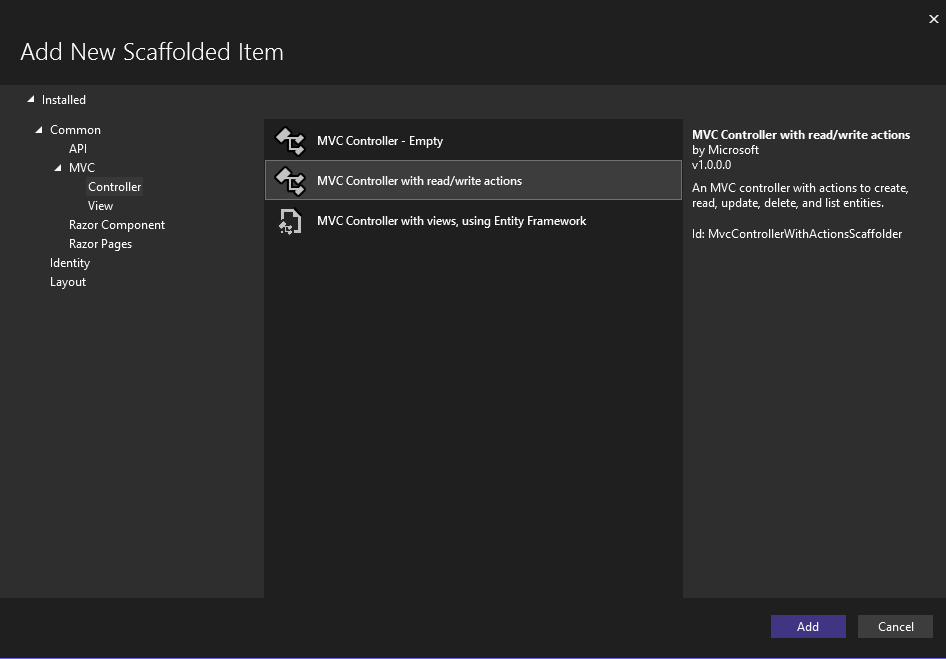 Add New Scaffolded Item
Installed
Common
API
MVC
Controller
View
Razor Component
Razor Pages
Identity
Layout
MVC Controller - Empty
MVC Controller with read/write actions
MVC Controller with views, using Entity Framework
MVC Controller with read/write actions
by Microsoft
v1.0.0.0
An MVC controller with actions to create,
read, update, delete, and list entities.
Id: MvcControllerWithActionsScaffolder
Add
Cancel